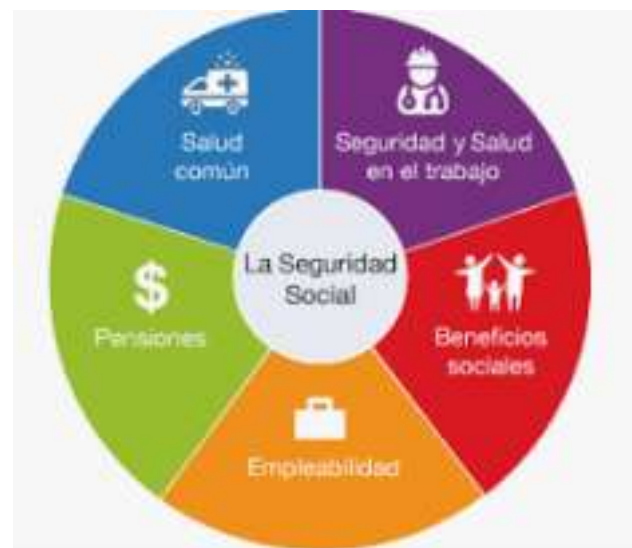 Salud
común
Seguridad y Salud
en el trabajo
La Seguridad
Social
$
Pensiones
Beneficios
sociales
Empleabilidad